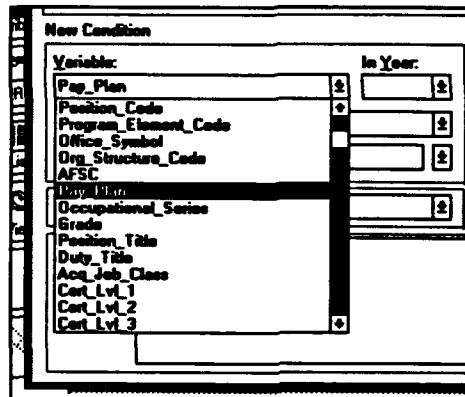 New Condition
Variable: In Year:
Pay_Plan
Position_Code
Program_Element_Code
Office_Symbol
Org_Structure_Code
AFSC
Pay_Plan
Occupational_Series
Grade
Position_Title
Duty_Title
Acq_Job_Class
Cert_Lvl_1
Cert_Lvl_2
Cert_Lvl_3